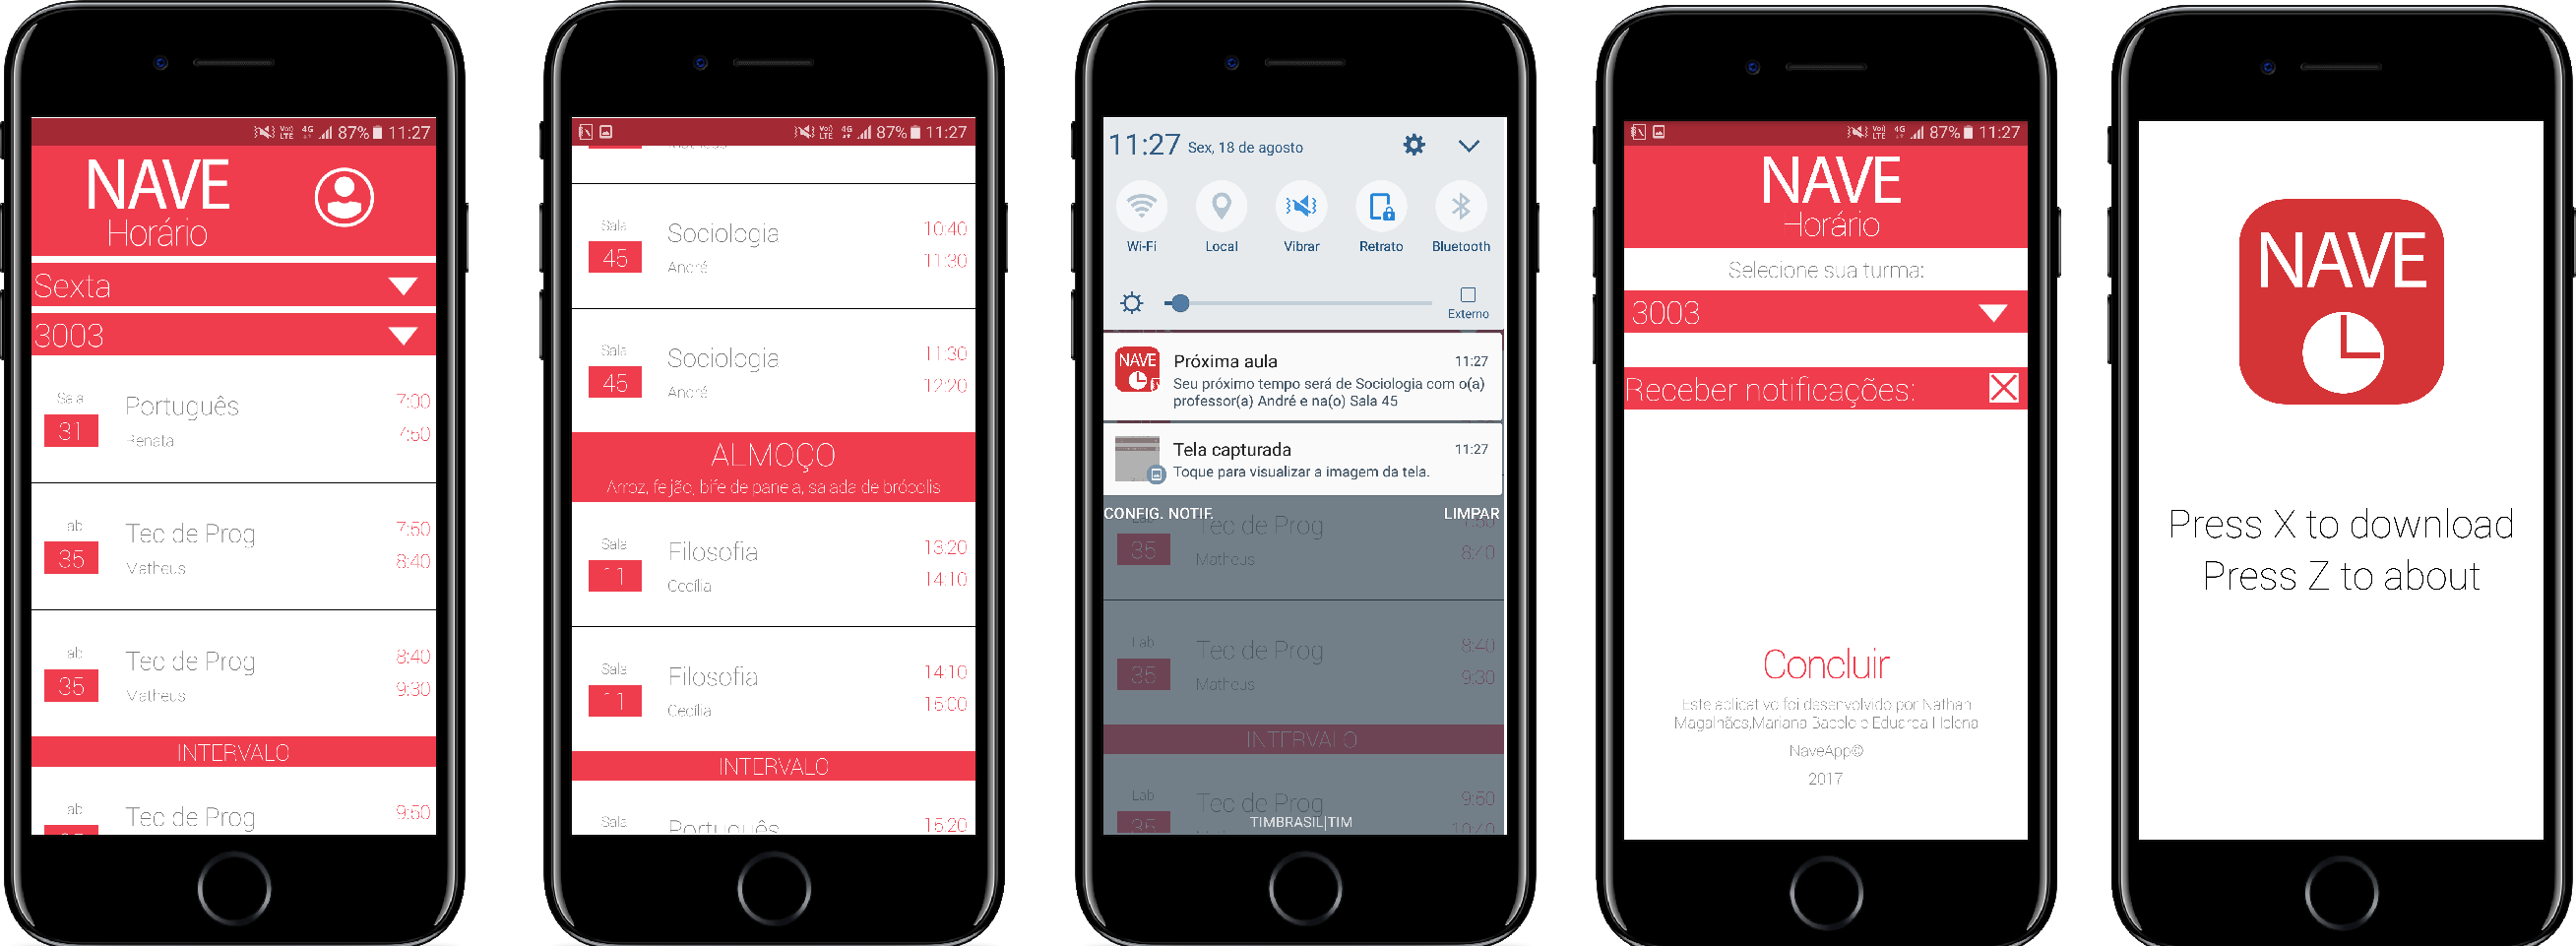 87% 11:27
NAVE
Horário
Sexta
3003
Sala
31
Português
Renata
7:00
7:50
ab
35
Tec de Prog
Matheus
7:50
8:40
ab
35
Tec de Prog
Matheus
8:40
9:30
INTERVALO
ab
Tec de Prog
9:50
87% 11:27
Sala
45
Sociologia
André
10:40
11:30
Sala
45
Sociologia
André
11:30
12:20
ALMOÇO
Arroz, feijão, bife de panela, salada de brócolis
Sala
11
Filosofia
Cecília
13:20
14:10
Sala
11
Filosofia
Cecília
14:10
15:00
INTERVALO
Sala
Português
15:20
11:27 Sex, 18 de agosto
Wi-Fi Local Vibrar Retrato Bluetooth
Externo
NAVE
Próxima aula 11:27
Seu próximo tempo será de Sociologia com o(a)
professor(a) André e na(o) Sala 45
Tela capturada 11:27
Toque para visualizar a imagem da tela.
CONFIG. NOTIF. LIMPAR
Lab
35
Tec de Prog
Matheus
7:50
8:40
Lab
35
Tec de Prog
Matheus
8:40
9:30
INTERVALO
Lab
35
Tec de Prog
9:50
10:40
TIMBRASIL|TIM
87% 11:27
NAVE
Horário
Selecione sua turma:
3003
Receber notificações:
Concluir
Este aplicativo foi desenvolvido por Nathan
Magalhães,Mariana e Eduarda Helena
NaveApp©
2017
NAVE
Press X to download
Press Z to about